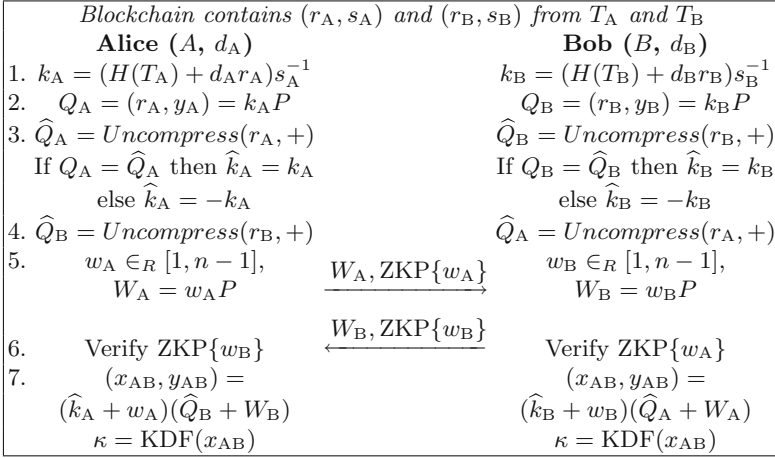 Blockchain contains (r_A, s_A) and (r_B, s_B) from T_A and T_B
Alice (A, d_A) Bob (B, d_B)
1. k_A = (H(T_A) + d_A r_A)s_A^{-1} k_B = (H(T_B) + d_B r_B)s_B^{-1}
2. Q_A = (r_A, y_A) = k_A P Q_B = (r_B, y_B) = k_B P
3. Q̂_A = Uncompress(r_A, +) Q̂_B = Uncompress(r_B, +)
If Q_A = Q̂_A then k̂_A = k_A If Q_B = Q̂_B then k̂_B = k_B
else k̂_A = −k_A else k̂_B = −k_B
4. Q̂_B = Uncompress(r_B, +) Q̂_A = Uncompress(r_A, +)
5. w_A ∈_R [1, n − 1], W_A, ZKP{w_A} w_B ∈_R [1, n − 1],
W_A = w_A P W_B = w_B P
W_B, ZKP{w_B}
6. Verify ZKP{w_B} Verify ZKP{w_A}
7. (x_AB, y_AB) = (x_AB, y_AB) =
(k̂_A + w_A)(Q̂_B + W_B) (k̂_B + w_B)(Q̂_A + W_A)
κ = KDF(x_AB) κ = KDF(x_AB)